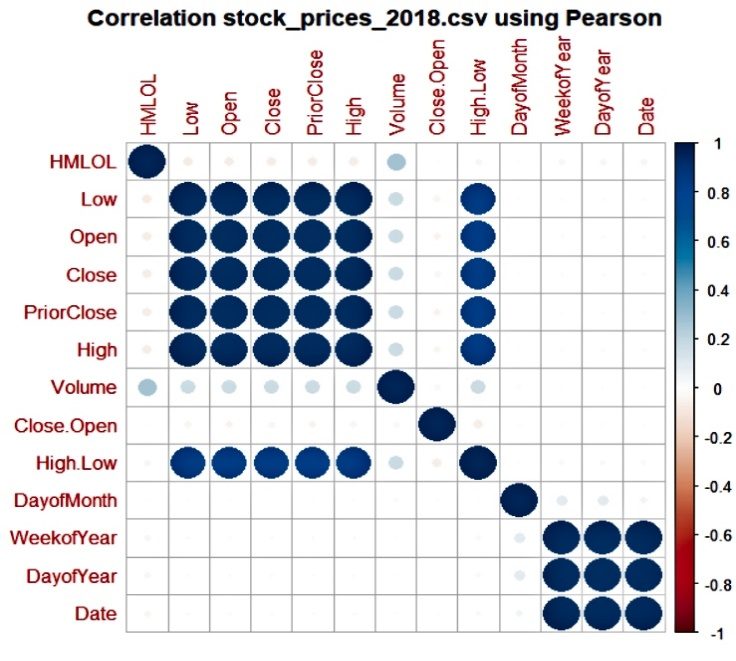 Correlation stock_prices_2018.csv using Pearson
HMLOL
Low
Open
Close
PriorClose
High
Volume
Close.Open
High.Low
DayofMonth
WeekofYear
DayofYear
Date
HMLOL
Low
Open
Close
PriorClose
High
Volume
Close.Open
High.Low
DayofMonth
WeekofYear
DayofYear
Date
1
0.8
0.6
0.4
0.2
0
-0.2
-0.4
-0.6
-0.8
-1